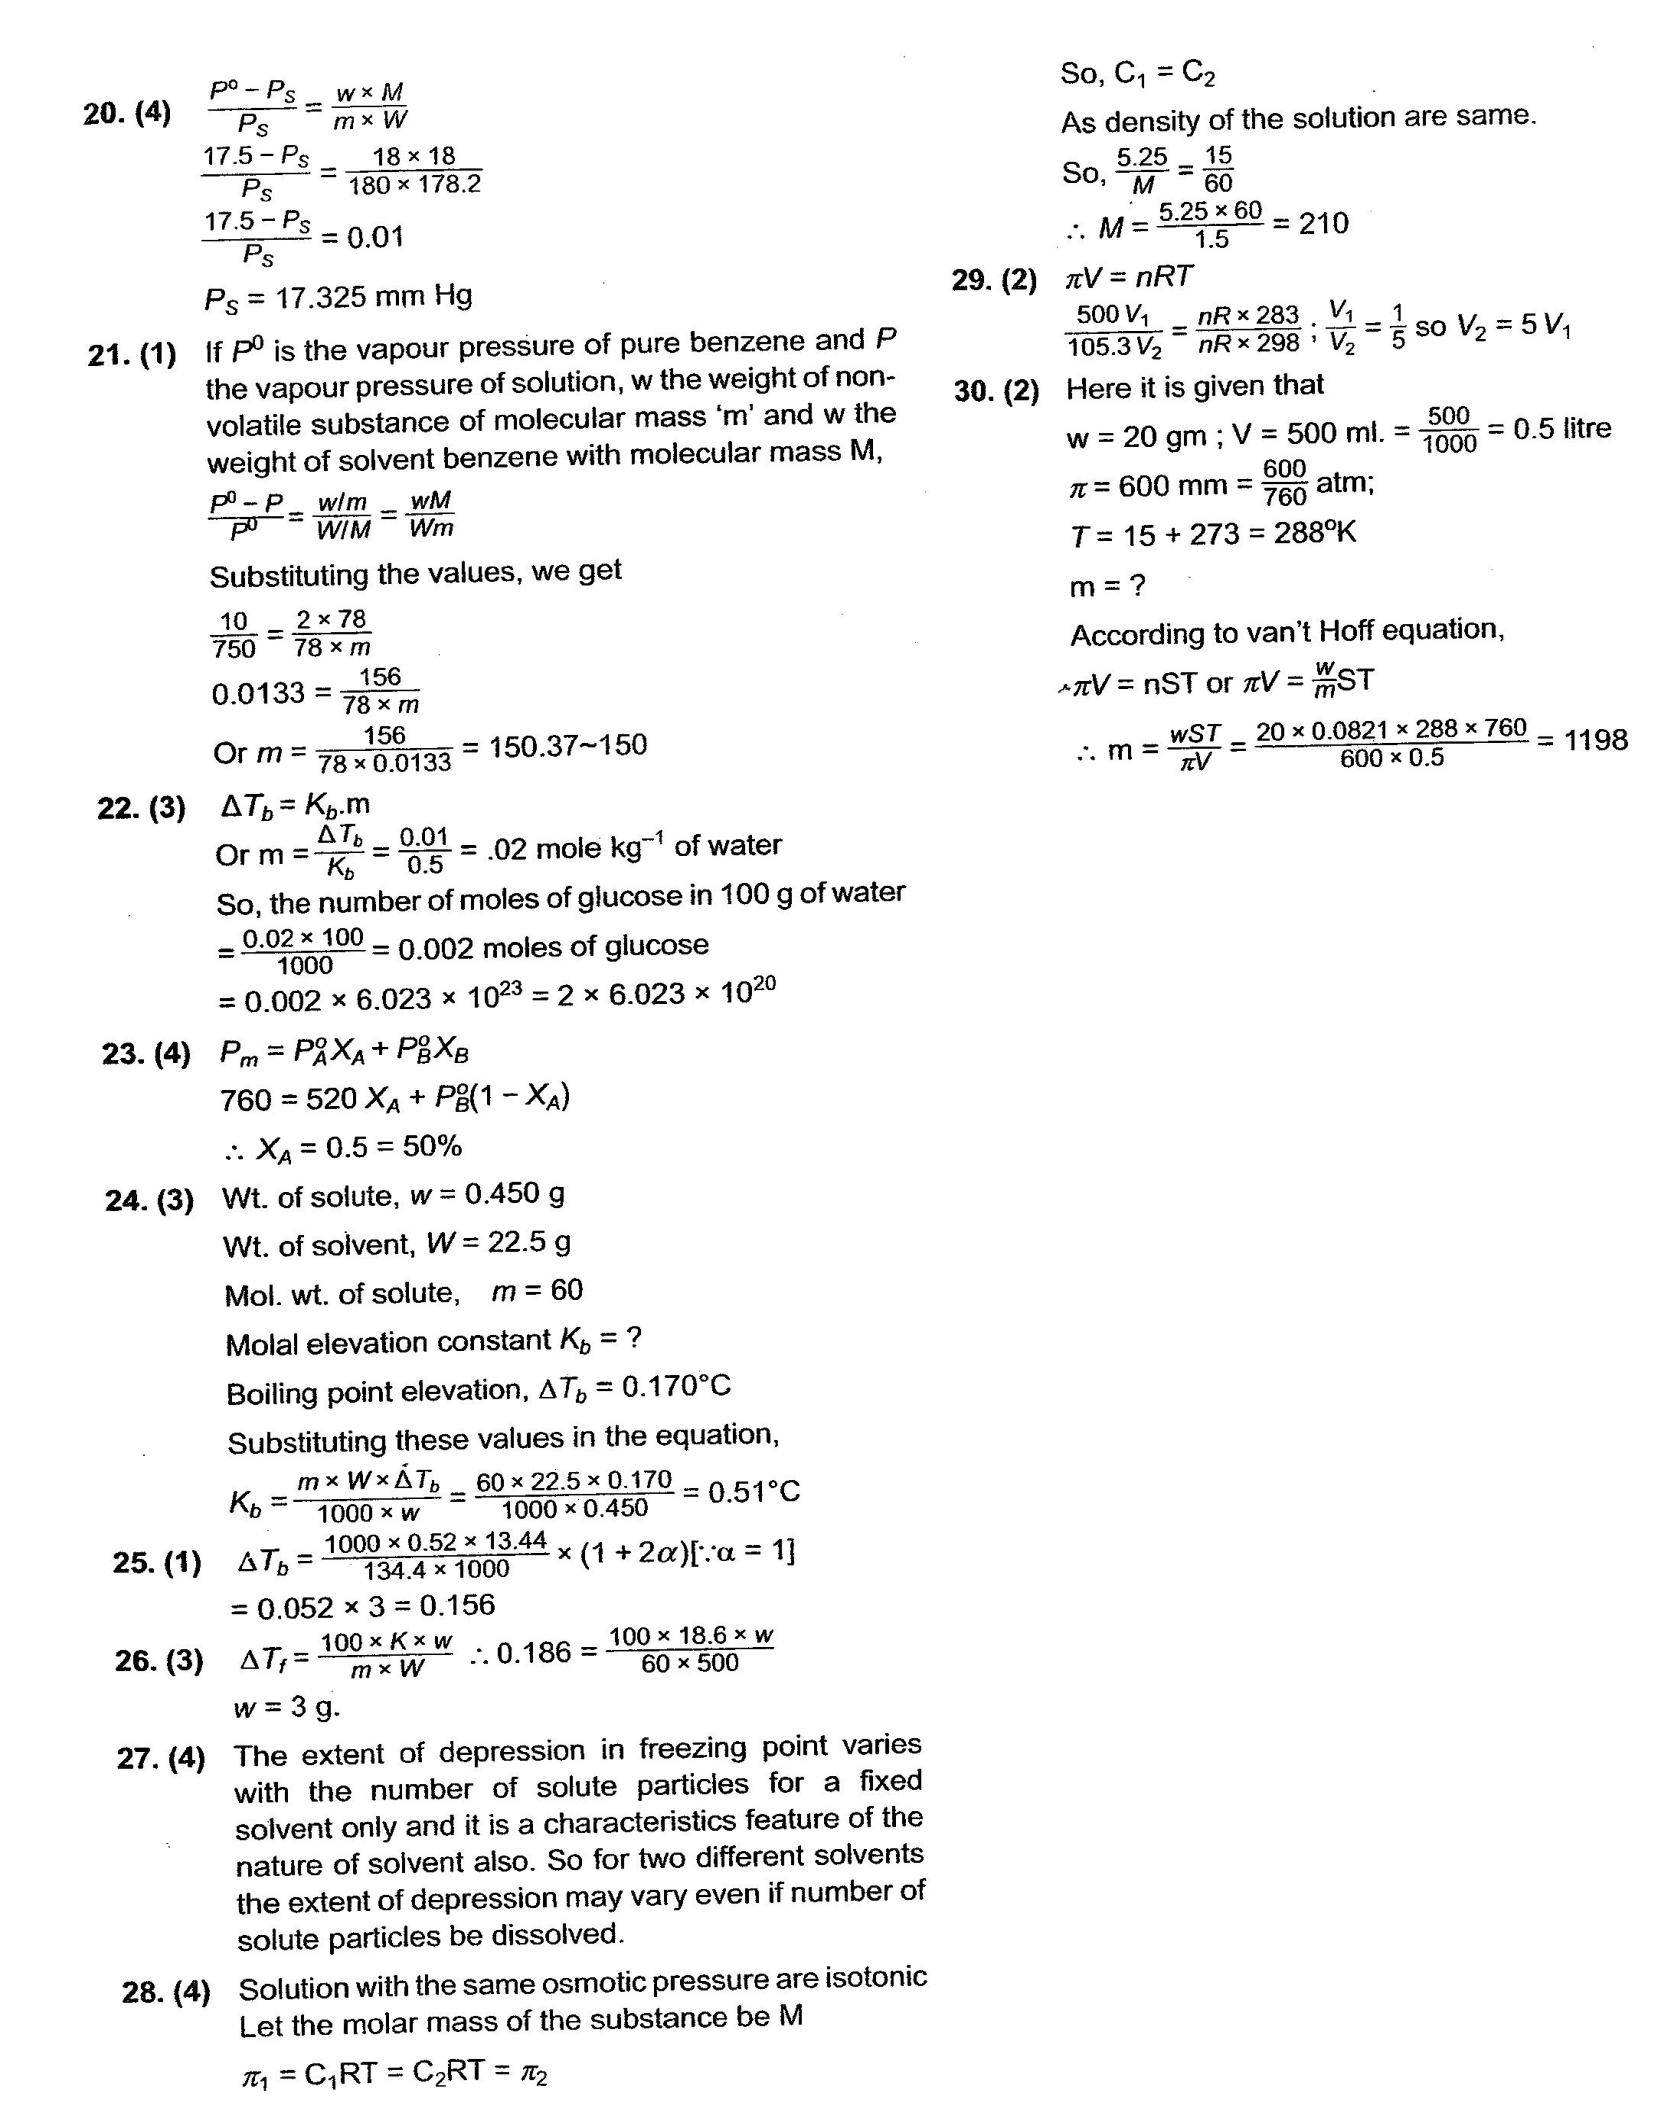 20. (4) (P⁰ – P_S)/P_S = (w × M)/(m × W)
(17.5 – P_S)/P_S = (18 × 18)/(180 × 178.2)
(17.5 – P_S)/P_S = 0.01
P_S = 17.325 mm Hg
21. (1) If P⁰ is the vapour pressure of pure benzene and P
the vapour pressure of solution, w the weight of non-
volatile substance of molecular mass ‘m’ and w the
weight of solvent benzene with molecular mass M,
(P⁰ – P)/P⁰ = (w/m)/(W/M) = wM/Wm
Substituting the values, we get
10/750 = (2 × 78)/(78 × m)
0.0133 = 156/(78 × m)
Or m = 156/(78 × 0.0133) = 150.37~150
22. (3) ΔT_b = K_b.m
Or m = ΔT_b/K_b = 0.01/0.5 = .02 mole kg⁻¹ of water
So, the number of moles of glucose in 100 g of water
= (0.02 × 100)/1000 = 0.002 moles of glucose
= 0.002 × 6.023 × 10²³ = 2 × 6.023 × 10²⁰
23. (4) P_m = P°_A X_A + P°_B X_B
760 = 520 X_A + P°_B(1 – X_A)
∴ X_A = 0.5 = 50%
24. (3) Wt. of solute, w = 0.450 g
Wt. of solvent, W = 22.5 g
Mol. wt. of solute, m = 60
Molal elevation constant K_b = ?
Boiling point elevation, ΔT_b = 0.170°C
Substituting these values in the equation,
K_b = (m × W × ΔT_b)/(1000 × w) = (60 × 22.5 × 0.170)/(1000 × 0.450) = 0.51°C
25. (1) ΔT_b = (1000 × 0.52 × 13.44)/(134.4 × 1000) × (1 + 2α)[∵α = 1]
= 0.052 × 3 = 0.156
26. (3) ΔT_f = (100 × K × w)/(m × W) ∴ 0.186 = (100 × 18.6 × w)/(60 × 500)
w = 3 g.
27. (4) The extent of depression in freezing point varies
with the number of solute particles for a fixed
solvent only and it is a characteristics feature of the
nature of solvent also. So for two different solvents
the extent of depression may vary even if number of
solute particles be dissolved.
28. (4) Solution with the same osmotic pressure are isotonic
Let the molar mass of the substance be M
π₁ = C₁RT = C₂RT = π₂
So, C₁ = C₂
As density of the solution are same.
So, 5.25/M = 15/60
∴ M = (5.25 × 60)/1.5 = 210
29. (2) πV = nRT
500 V₁/105.3 V₂ = (nR × 283)/(nR × 298) ; V₁/V₂ = 1/5 so V₂ = 5 V₁
30. (2) Here it is given that
w = 20 gm ; V = 500 ml. = 500/1000 = 0.5 litre
π = 600 mm = 600/760 atm;
T = 15 + 273 = 288°K
m = ?
According to van’t Hoff equation,
πV = nST or πV = (w/m)ST
∴ m = wST/πV = (20 × 0.0821 × 288 × 760)/(600 × 0.5) = 1198